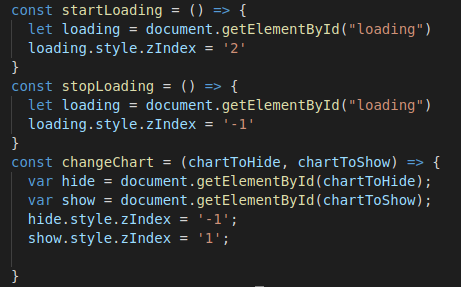 const startLoading = () => {
  let loading = document.getElementById("loading")
  loading.style.zIndex = '2'
}
const stopLoading = () => {
  let loading = document.getElementById("loading")
  loading.style.zIndex = '-1'
}
const changeChart = (chartToHide, chartToShow) => {
  var hide = document.getElementById(chartToHide);
  var show = document.getElementById(chartToShow);
  hide.style.zIndex = '-1';
  show.style.zIndex = '1';

}